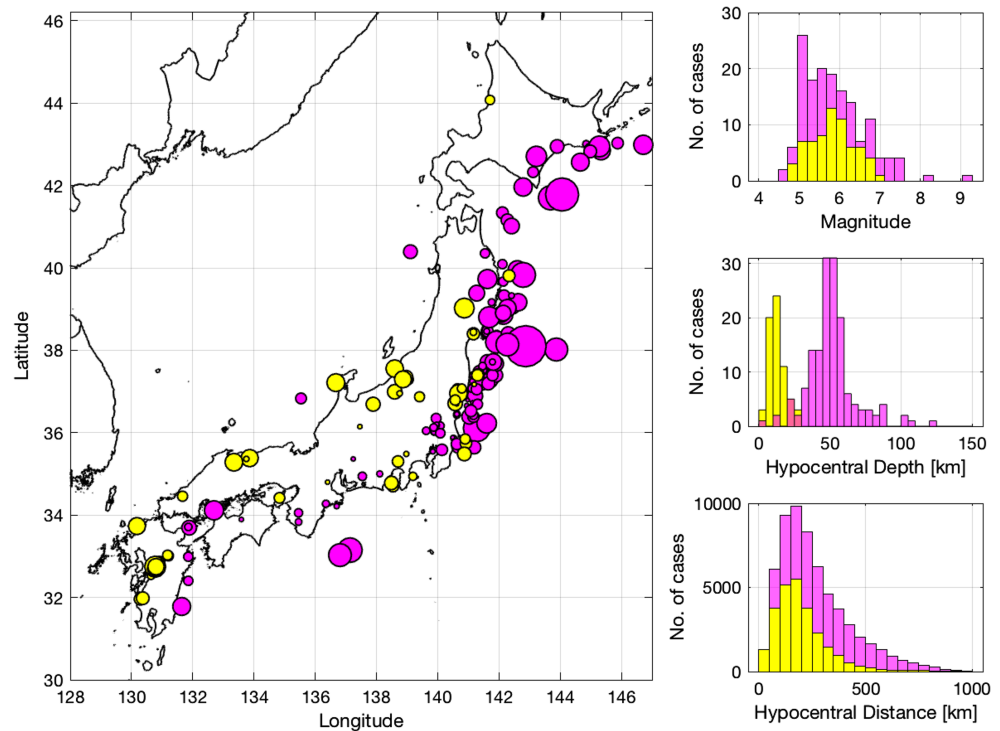 46
44
42
40
38
36
34
32
30
Latitude
128 130 132 134 136 138 140 142 144 146
Longitude
30
20
10
0
No. of cases
4 5 6 7 8 9
Magnitude
30
20
10
0
No. of cases
0 50 100 150
Hypocentral Depth [km]
10000
5000
0
No. of cases
0 500 1000
Hypocentral Distance [km]